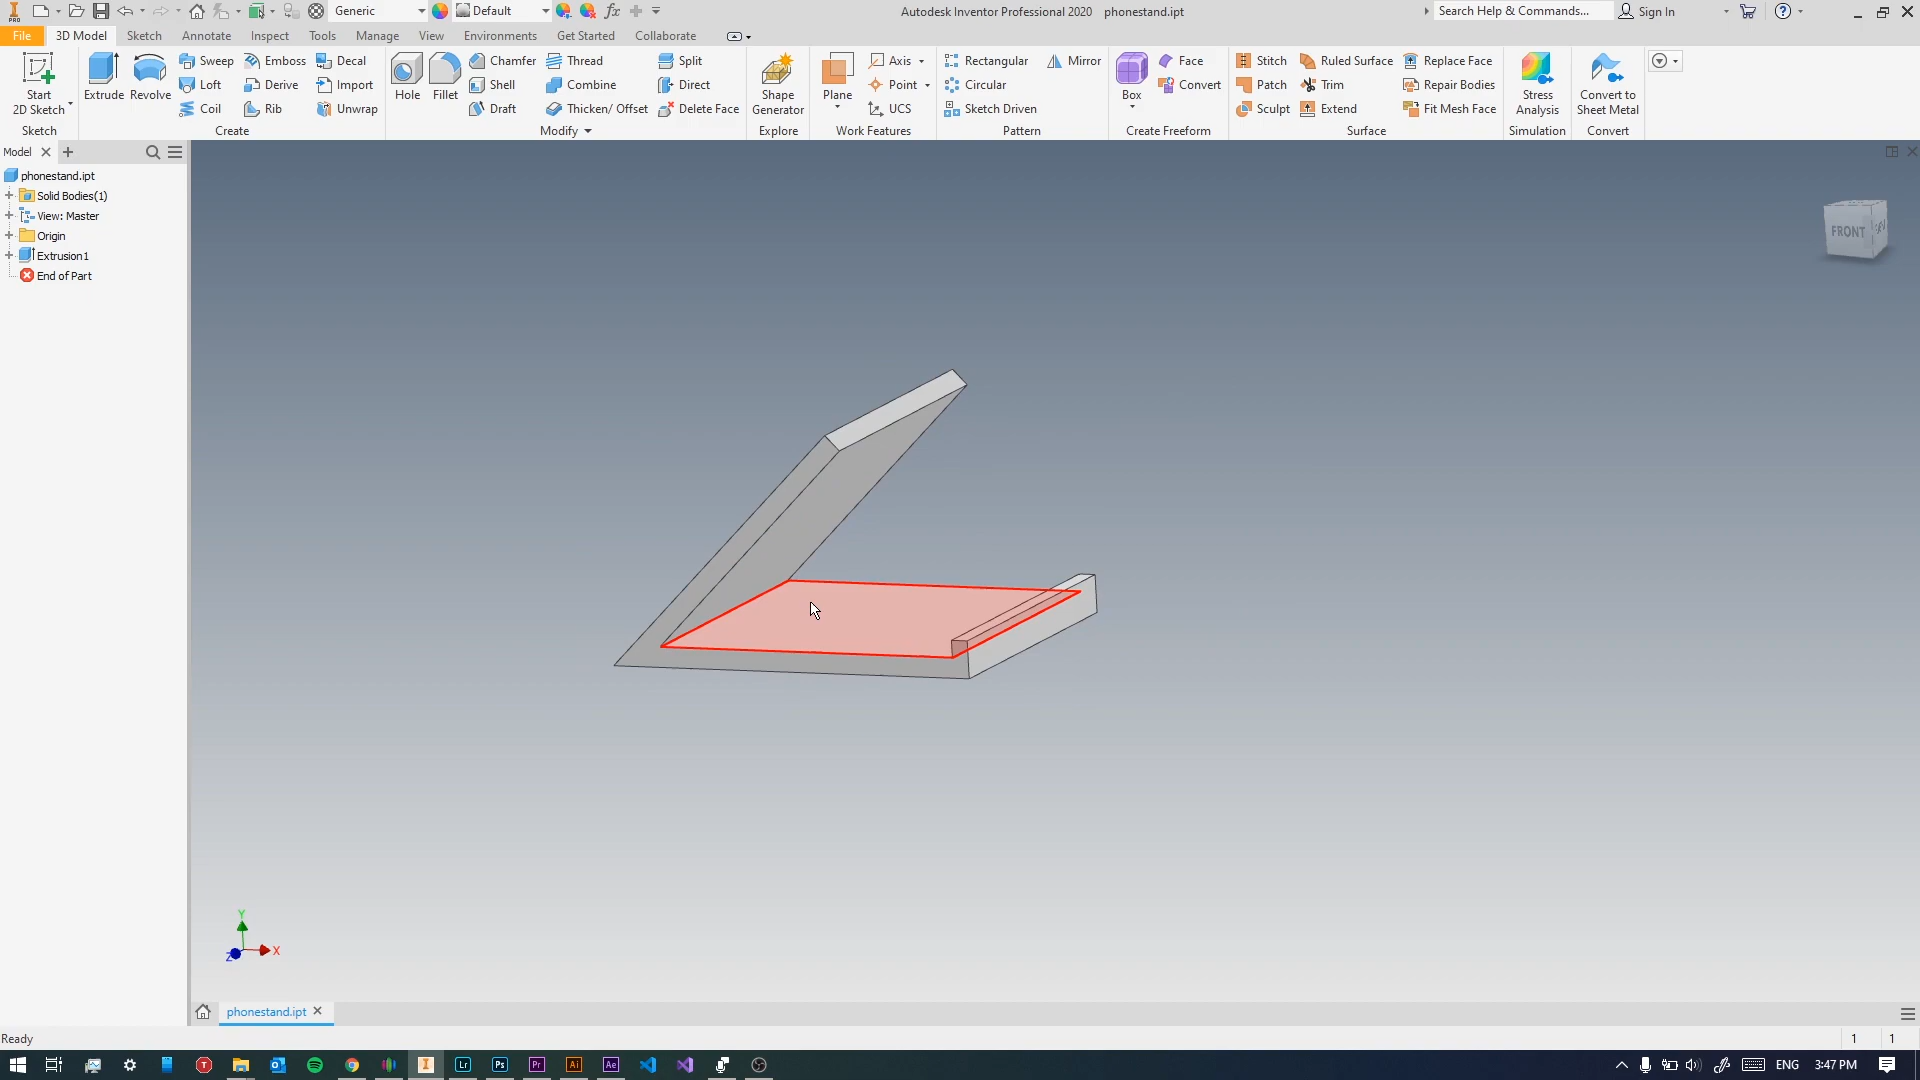 PRO Generic Default Autodesk Inventor Professional 2020 phonestand.ipt Search Help & Commands... Sign In
File 3D Model Sketch Annotate Inspect Tools Manage View Environments Get Started Collaborate
Start 2D Sketch
Extrude
Revolve
Sweep
Loft
Coil
Emboss
Derive
Rib
Decal
Import
Unwrap
Hole
Fillet
Chamfer
Shell
Draft
Thread
Combine
Thicken/ Offset
Split
Direct
Delete Face
Shape Generator
Plane
Axis
Point
UCS
Rectangular
Circular
Sketch Driven
Mirror
Box
Face
Convert
Stitch
Patch
Sculpt
Ruled Surface
Trim
Extend
Replace Face
Repair Bodies
Fit Mesh Face
Stress Analysis
Convert to Sheet Metal
Sketch Create Modify Explore Work Features Pattern Create Freeform Surface Simulation Convert
Model
phonestand.ipt
Solid Bodies(1)
View: Master
Origin
Extrusion1
End of Part
FRONT
Y
X
Z
phonestand.ipt
Ready 1 1
Lr Ps Pr Ai Ae ENG 3:47 PM